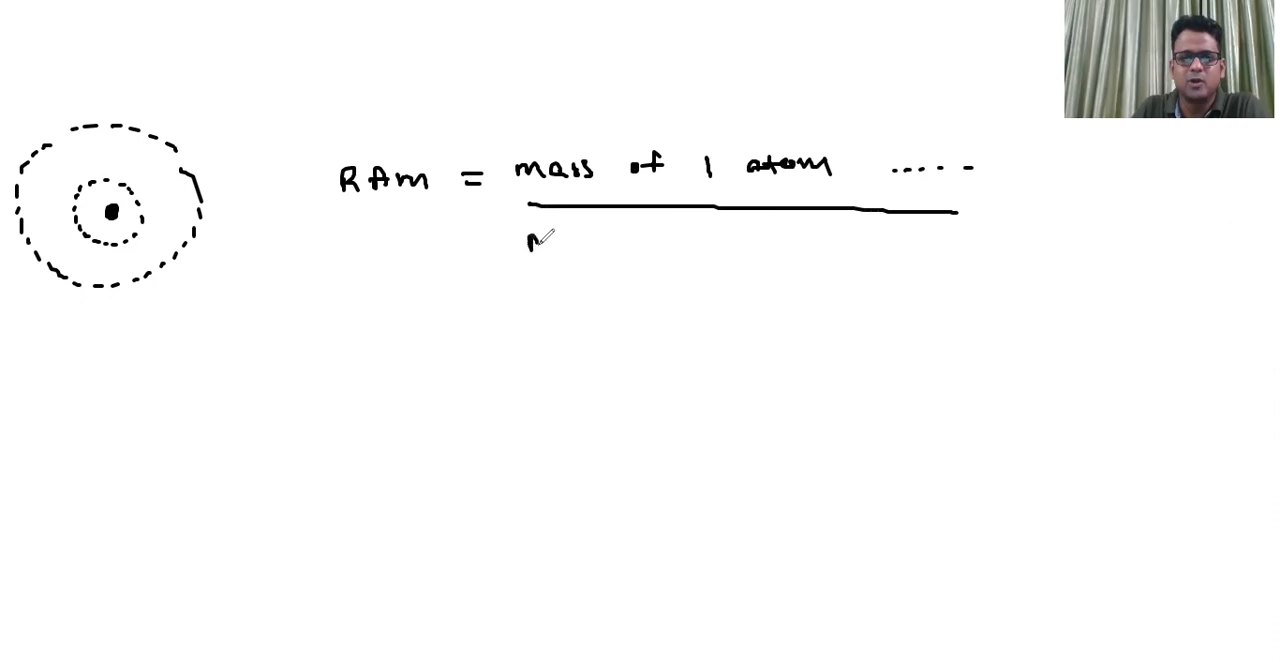 RAM = mass of 1 atom .....-